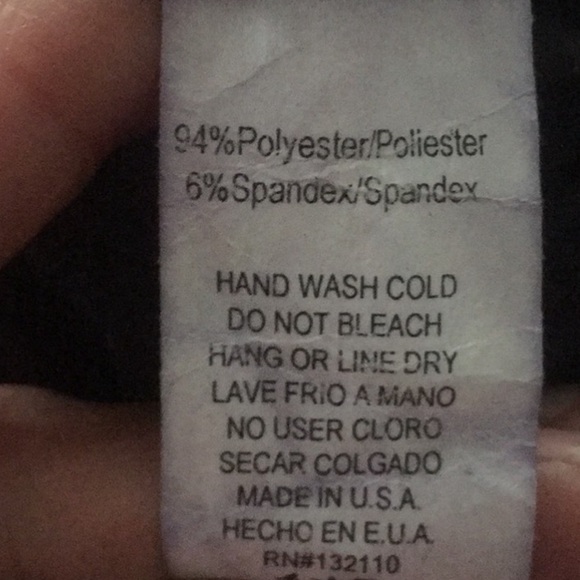 94%Polyester/Poliester
6%Spandex/Spandex
HAND WASH COLD
DO NOT BLEACH
HANG OR LINE DRY
LAVE FRIO A MANO
NO USER CLORO
SECAR COLGADO
MADE IN U.S.A.
HECHO EN E.U.A.
RN#132110